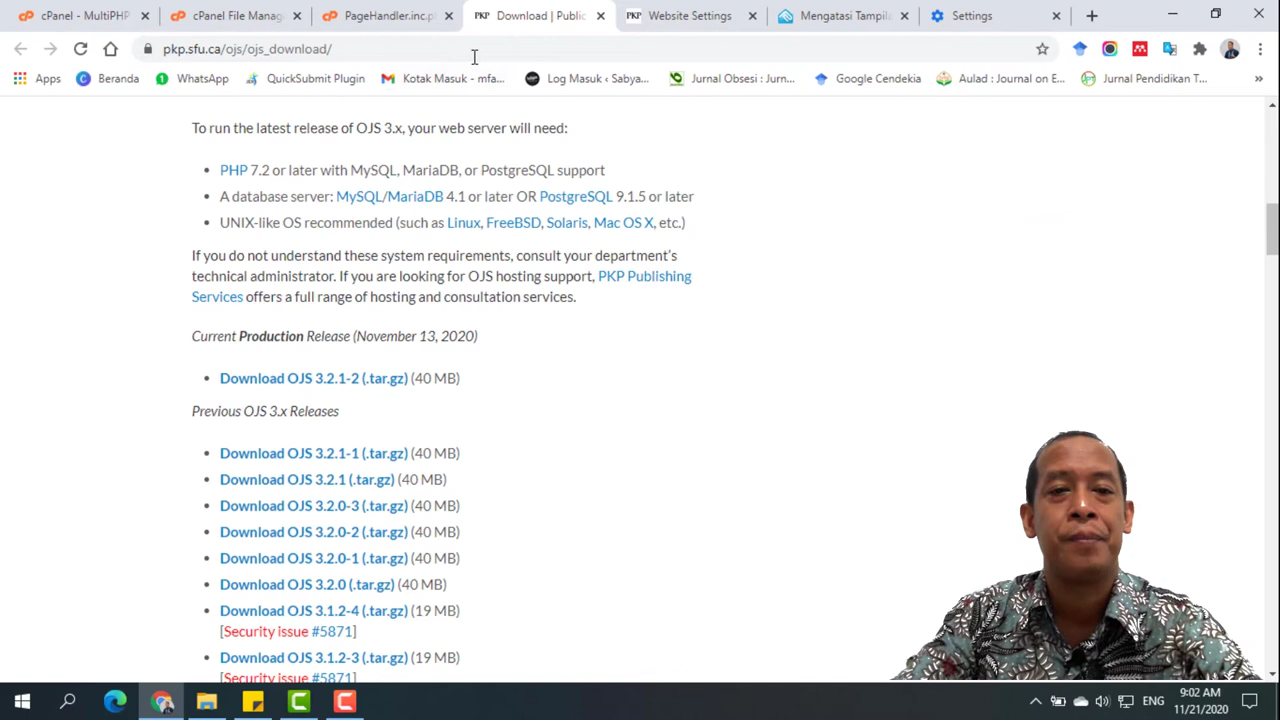 cPanel - MultiPHP
cPanel File Manag
PageHandler.inc.p
PKP Download | Public
PKP Website Settings
Mengatasi Tampila
Settings
pkp.sfu.ca/ojs/ojs_download/
Apps
Beranda
WhatsApp
QuickSubmit Plugin
Kotak Masuk - mfa...
Log Masuk ‹ Sabya...
Jurnal Obsesi : Jurn...
Google Cendekia
Aulad : Journal on E...
Jurnal Pendidikan T...
»
To run the latest release of OJS 3.x, your web server will need:
• PHP 7.2 or later with MySQL, MariaDB, or PostgreSQL support
• A database server: MySQL/MariaDB 4.1 or later OR PostgreSQL 9.1.5 or later
• UNIX-like OS recommended (such as Linux, FreeBSD, Solaris, Mac OS X, etc.)
If you do not understand these system requirements, consult your department's
technical administrator. If you are looking for OJS hosting support, PKP Publishing
Services offers a full range of hosting and consultation services.
Current Production Release (November 13, 2020)
• Download OJS 3.2.1-2 (.tar.gz) (40 MB)
Previous OJS 3.x Releases
• Download OJS 3.2.1-1 (.tar.gz) (40 MB)
• Download OJS 3.2.1 (.tar.gz) (40 MB)
• Download OJS 3.2.0-3 (.tar.gz) (40 MB)
• Download OJS 3.2.0-2 (.tar.gz) (40 MB)
• Download OJS 3.2.0-1 (.tar.gz) (40 MB)
• Download OJS 3.2.0 (.tar.gz) (40 MB)
• Download OJS 3.1.2-4 (.tar.gz) (19 MB)
[Security issue #5871]
• Download OJS 3.1.2-3 (.tar.gz) (19 MB)
[Security issue #5871]
ENG
9:02 AM
11/21/2020